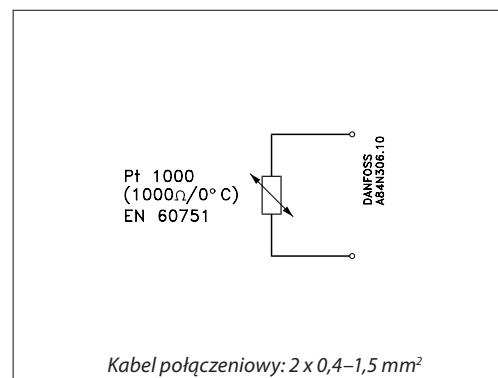 Pt 1000
(1000Ω/0°C)
EN 60751
DANFOSS
A84N306.10
Kabel połączeniowy: 2 x 0,4–1,5 mm²